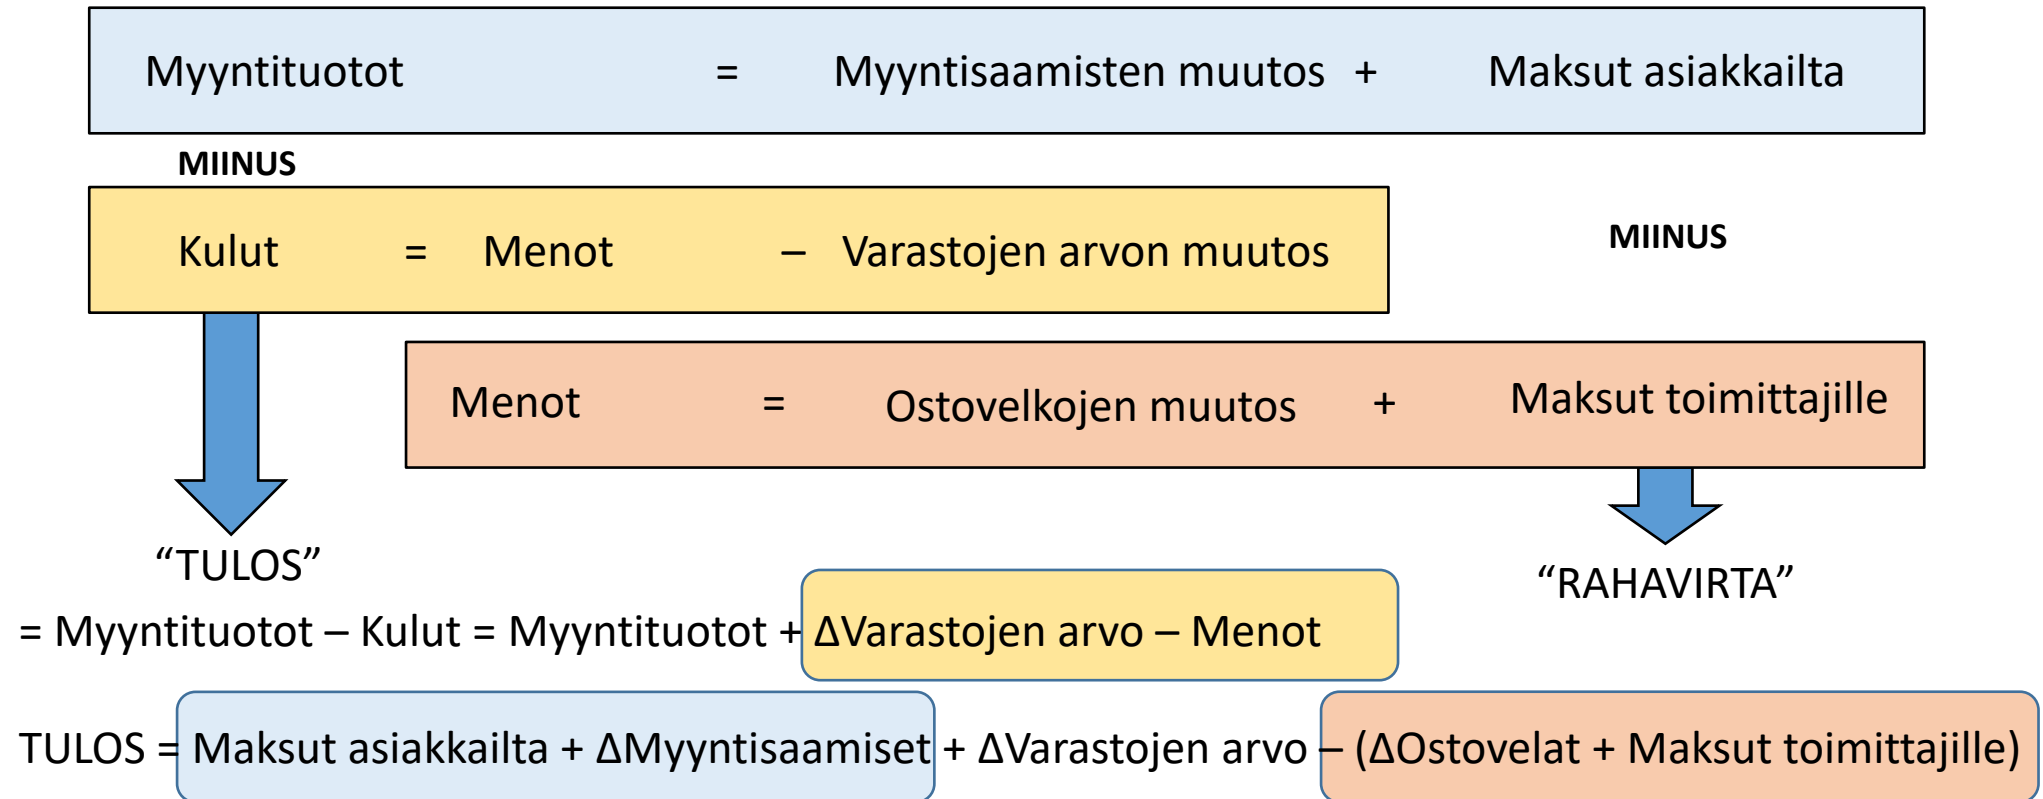 Myyntituotot = Myyntisaamisten muutos + Maksut asiakkailta
MIINUS
Kulut = Menot – Varastojen arvon muutos
MIINUS
Menot = Ostovelkojen muutos + Maksut toimittajille
“TULOS”
“RAHAVIRTA”
= Myyntituotot – Kulut = Myyntituotot + ΔVarastojen arvo – Menot
TULOS = Maksut asiakkailta + ΔMyyntisaamiset + ΔVarastojen arvo – (ΔOstovelat + Maksut toimittajille)